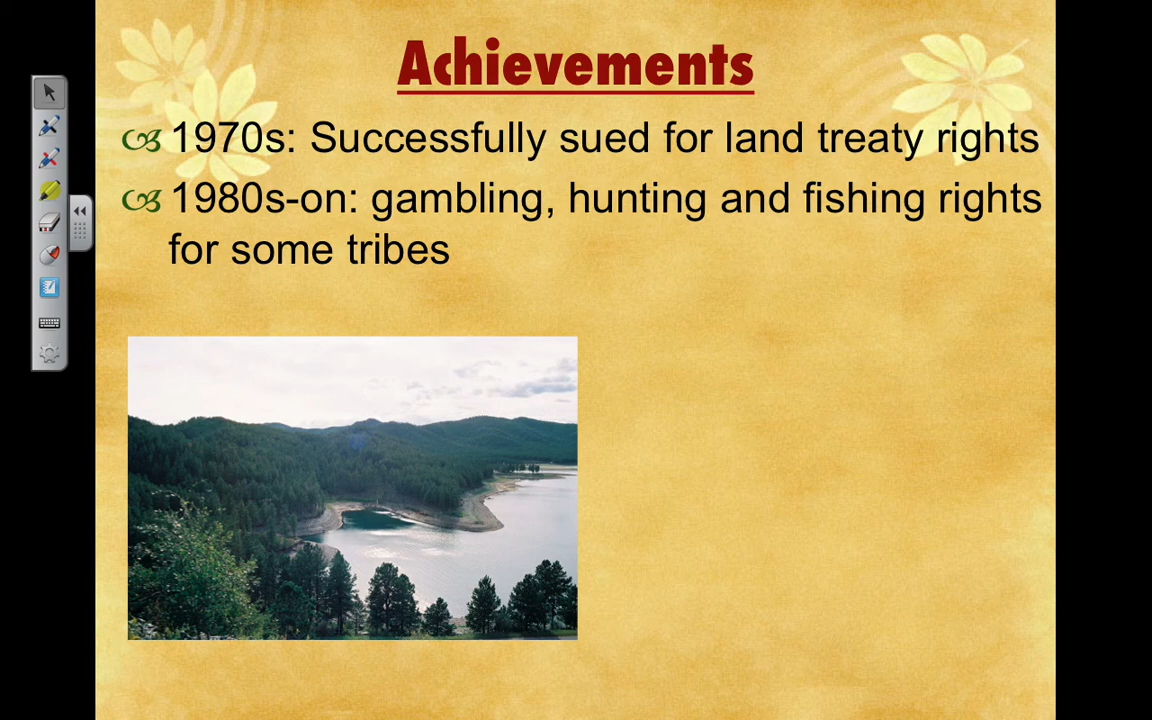 Achievements
1970s: Successfully sued for land treaty rights
1980s-on: gambling, hunting and fishing rights
for some tribes